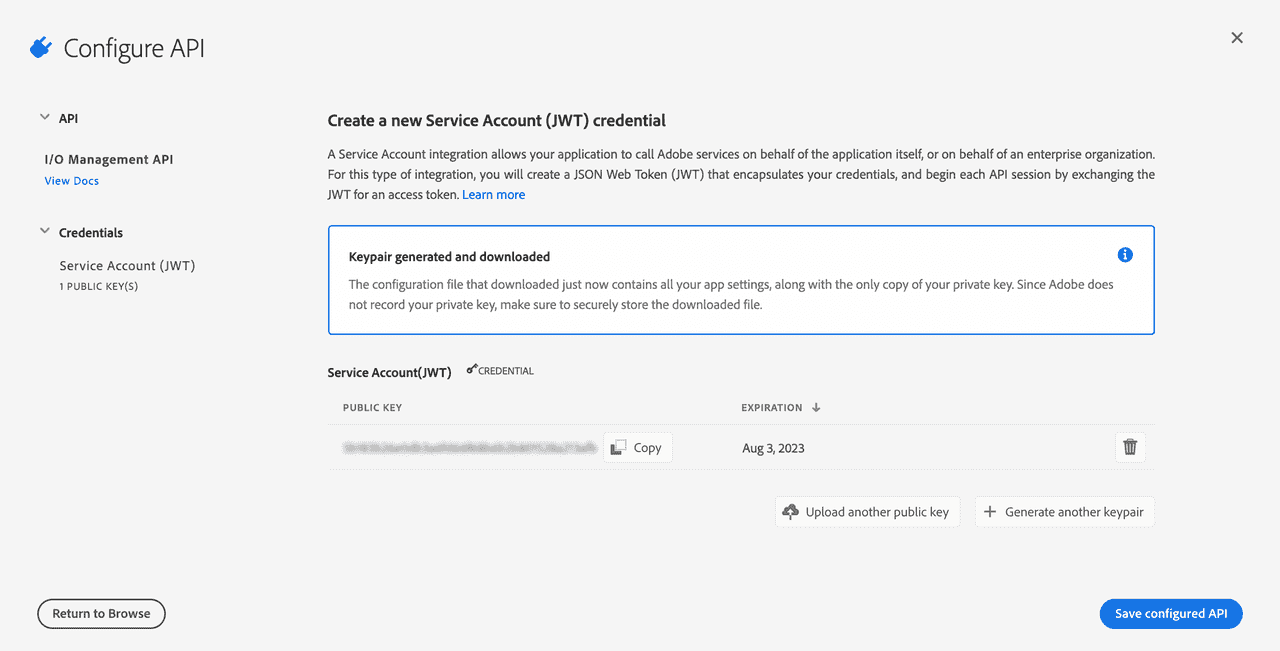 Configure API
API
I/O Management API
View Docs
Credentials
Service Account (JWT)
1 PUBLIC KEY(S)
Create a new Service Account (JWT) credential
A Service Account integration allows your application to call Adobe services on behalf of the application itself, or on behalf of an enterprise organization.
For this type of integration, you will create a JSON Web Token (JWT) that encapsulates your credentials, and begin each API session by exchanging the
JWT for an access token. Learn more
Keypair generated and downloaded
The configuration file that downloaded just now contains all your app settings, along with the only copy of your private key. Since Adobe does
not record your private key, make sure to securely store the downloaded file.
Service Account(JWT) CREDENTIAL
PUBLIC KEY EXPIRATION
Copy Aug 3, 2023
Upload another public key Generate another keypair
Return to Browse Save configured API